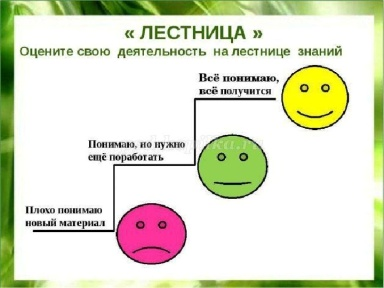 « ЛЕСТНИЦА »
Оцените свою деятельность на лестнице знаний
Всё понимаю,
всё получится
Понимаю, но нужно
ещё поработать
Плохо понимаю
новый материал